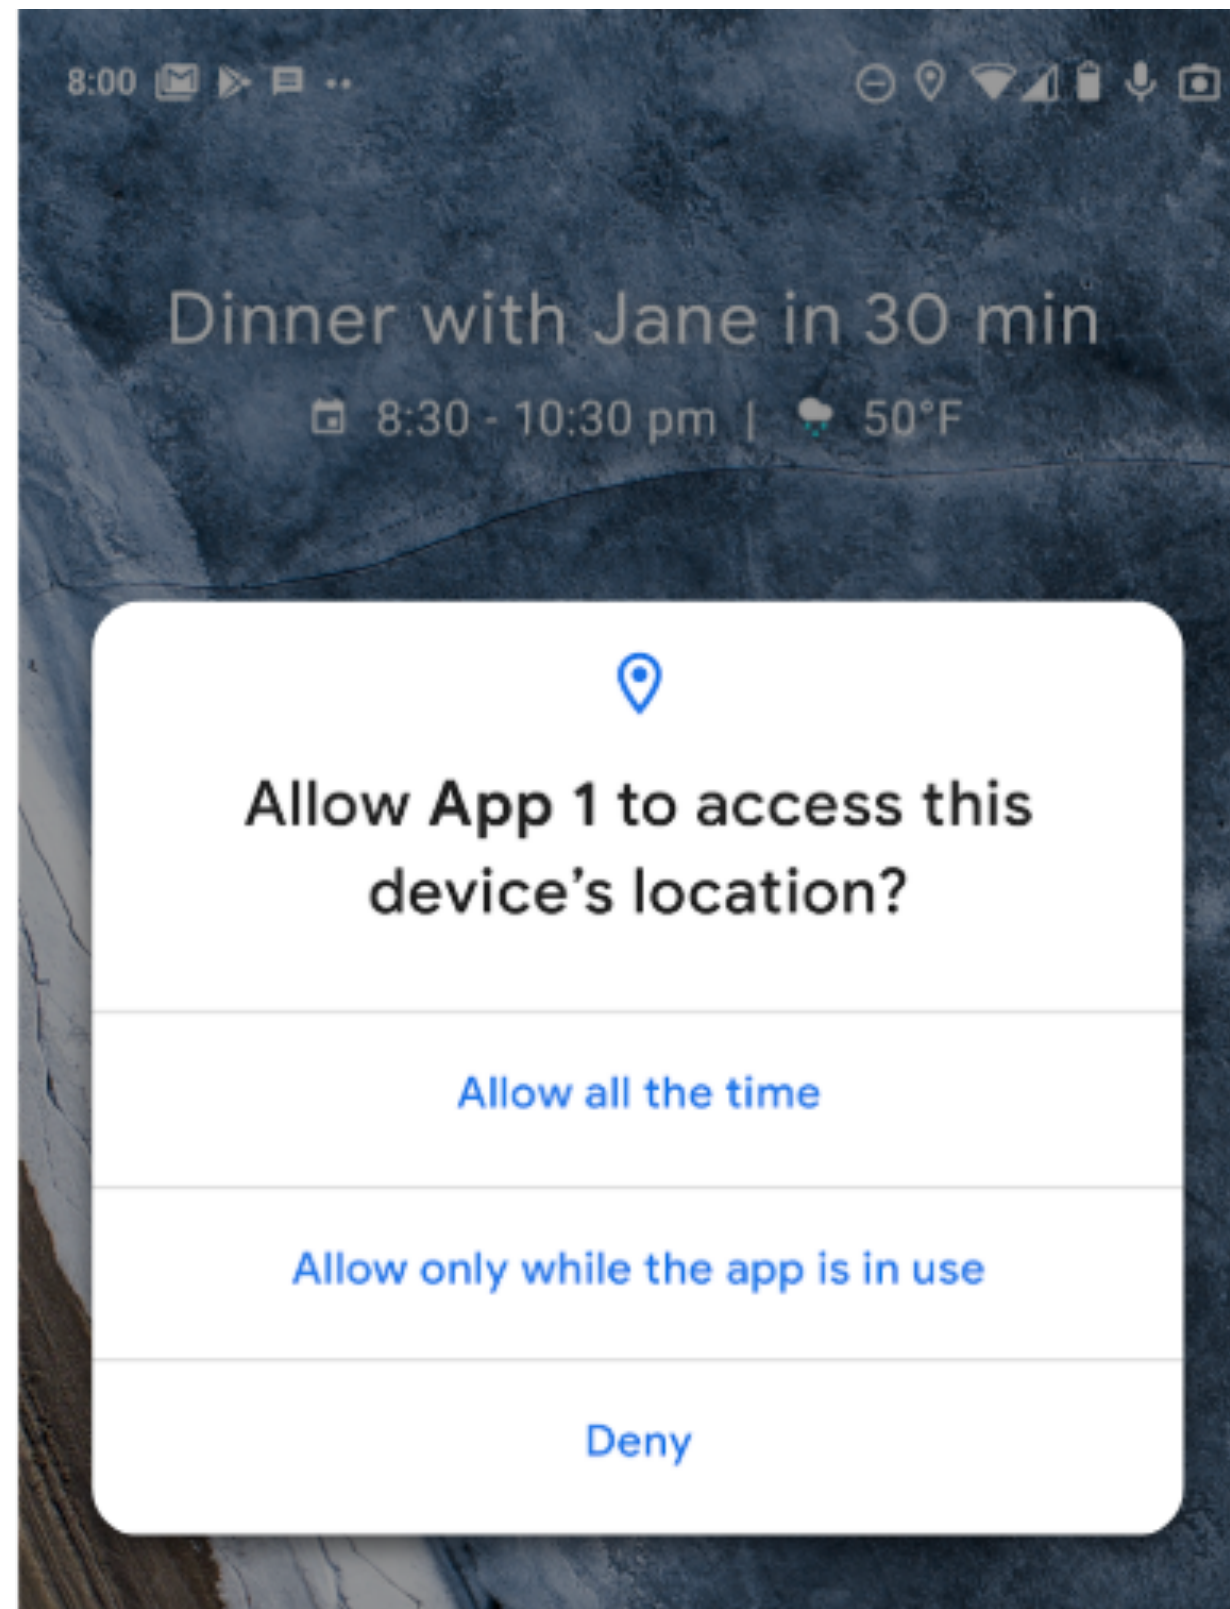 8:00
Dinner with Jane in 30 min
8:30 - 10:30 pm | 50°F
Allow App 1 to access this
device’s location?
Allow all the time
Allow only while the app is in use
Deny